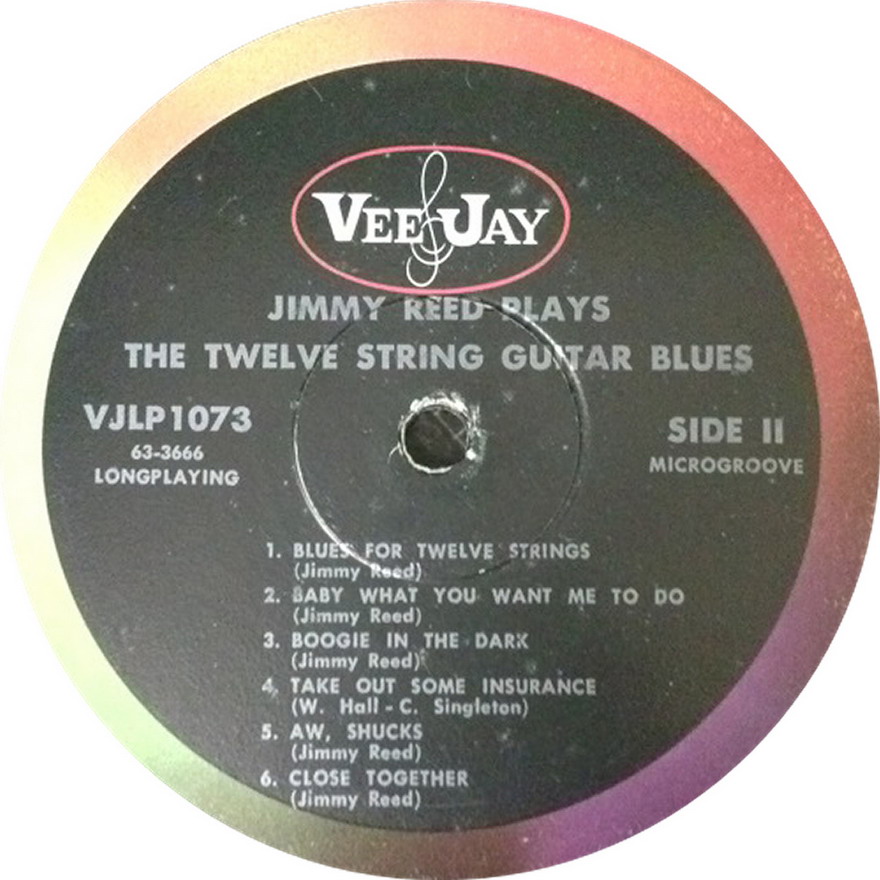 VEE JAY
JIMMY REED PLAYS
THE TWELVE STRING GUITAR BLUES
VJLP1073
63-3666
LONGPLAYING
SIDE II
MICROGROOVE
1. BLUES FOR TWELVE STRINGS
(Jimmy Reed)
2. BABY WHAT YOU WANT ME TO DO
(Jimmy Reed)
3. BOOGIE IN THE DARK
(Jimmy Reed)
4. TAKE OUT SOME INSURANCE
(W. Hall - C. Singleton)
5. AW, SHUCKS
(Jimmy Reed)
6. CLOSE TOGETHER
(Jimmy Reed)